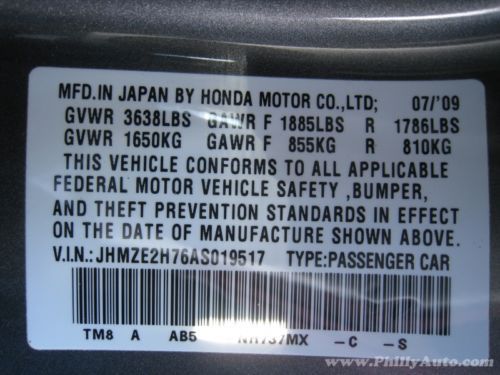 MFD.IN JAPAN BY HONDA MOTOR CO.,LTD; 07/'09
GVWR 3638LBS GAWR F 1885LBS R 1786LBS
GVWR 1650KG GAWR F 855KG R 810KG
THIS VEHICLE CONFORMS TO ALL APPLICABLE
FEDERAL MOTOR VEHICLE SAFETY ,BUMPER,
AND THEFT PREVENTION STANDARDS IN EFFECT
ON THE DATE OF MANUFACTURE SHOWN ABOVE.
V.I.N.: JHMZE2H76AS019517 TYPE:PASSENGER CAR
TM8 A AB5 NH737MX -C -S
www.PhillyAuto.com